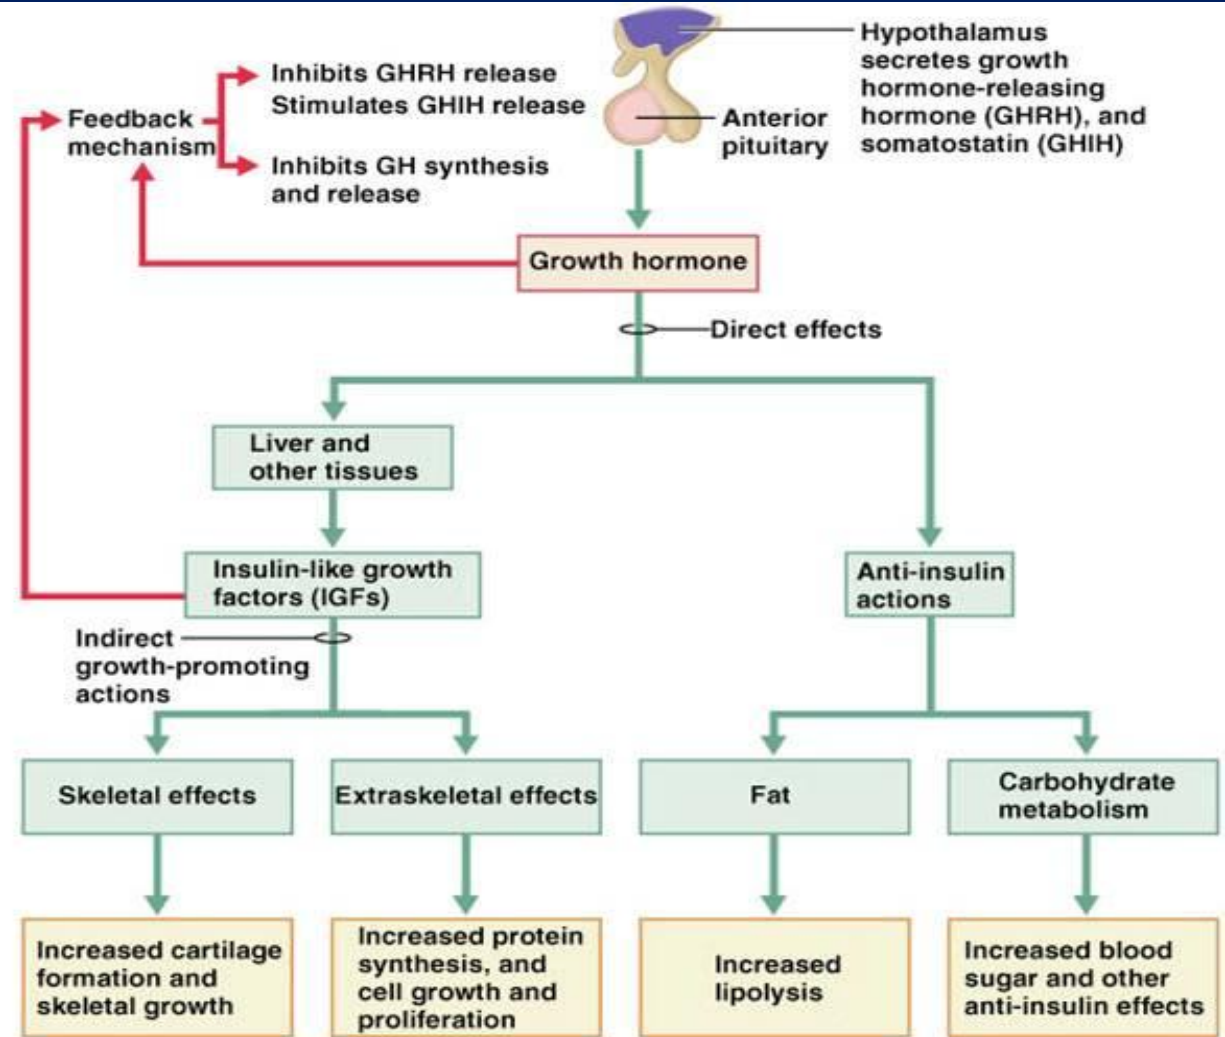 Hypothalamus
secretes growth
hormone-releasing
hormone (GHRH), and
somatostatin (GHIH)
Inhibits GHRH release
Stimulates GHIH release
Feedback
mechanism
Anterior
pituitary
Inhibits GH synthesis
and release
Growth hormone
Direct effects
Liver and
other tissues
Insulin-like growth
factors (IGFs)
Anti-insulin
actions
Indirect
growth-promoting
actions
Skeletal effects
Extraskeletal effects
Fat
Carbohydrate
metabolism
Increased cartilage
formation and
skeletal growth
Increased protein
synthesis, and
cell growth and
proliferation
Increased
lipolysis
Increased blood
sugar and other
anti-insulin effects